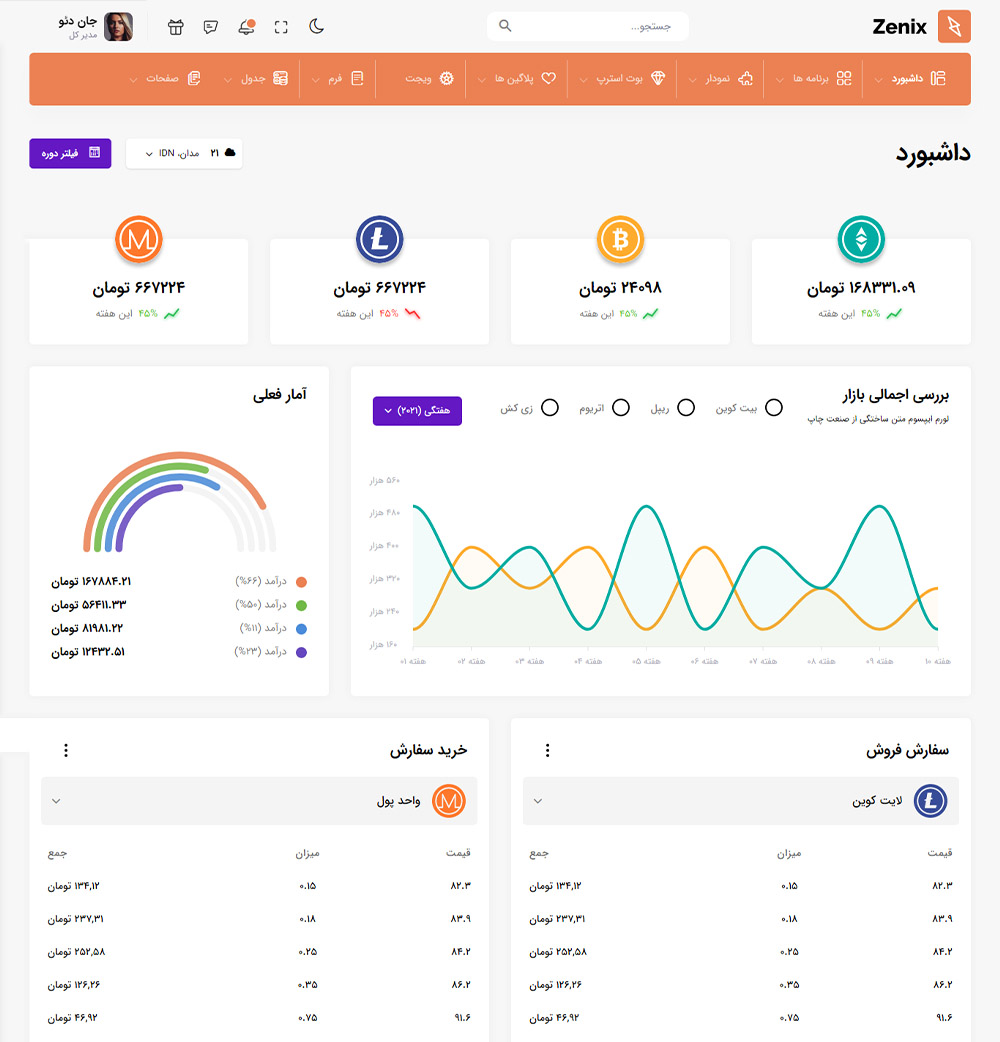 Zenix
جستجو...
جان دئو
مدیر کل
داشبورد
برنامه ها
نمودار
بوت استرپ
پلاگین ها
ویجت
فرم
جدول
صفحات
داشبورد
۲۱ مدان، IDN
فیلتر دوره
۱۶۸۳۳۱.۰۹ تومان
۴۵% این هفته
۲۴۰۹۸ تومان
۴۵% این هفته
۶۶۷۲۲۴ تومان
۴۵% این هفته
۶۶۷۲۲۴ تومان
۴۵% این هفته
بررسی اجمالی بازار
لورم ایپسوم متن ساختگی از صنعت چاپ
بیت کوین
ریپل
اتریوم
زی کش
هفتگی (۲۰۲۱)
۵۶۰ هزار
۴۸۰ هزار
۴۰۰ هزار
۳۲۰ هزار
۲۴۰ هزار
۱۶۰ هزار
هفته ۰۱
هفته ۰۲
هفته ۰۳
هفته ۰۴
هفته ۰۵
هفته ۰۶
هفته ۰۷
هفته ۰۸
هفته ۰۹
هفته ۱۰
آمار فعلی
درآمد (۶۶%) ۱۶۷۸۸۴.۲۱ تومان
درآمد (۵۰%) ۵۶۴۱۱.۳۳ تومان
درآمد (۱۱%) ۸۱۹۸۱.۲۲ تومان
درآمد (۲۳%) ۱۲۴۳۲.۵۱ تومان
سفارش فروش
لایت کوین
قیمت میزان جمع
۸۲.۳ ۰.۱۵ ۱۳۴,۱۲ تومان
۸۳.۹ ۰.۱۸ ۲۳۷,۳۱ تومان
۸۴.۲ ۰.۲۵ ۲۵۲,۵۸ تومان
۸۶.۲ ۰.۳۵ ۱۲۶,۲۶ تومان
۹۱.۶ ۰.۷۵ ۴۶,۹۲ تومان
خرید سفارش
واحد پول
قیمت میزان جمع
۸۲.۳ ۰.۱۵ ۱۳۴,۱۲ تومان
۸۳.۹ ۰.۱۸ ۲۳۷,۳۱ تومان
۸۴.۲ ۰.۲۵ ۲۵۲,۵۸ تومان
۸۶.۲ ۰.۳۵ ۱۲۶,۲۶ تومان
۹۱.۶ ۰.۷۵ ۴۶,۹۲ تومان